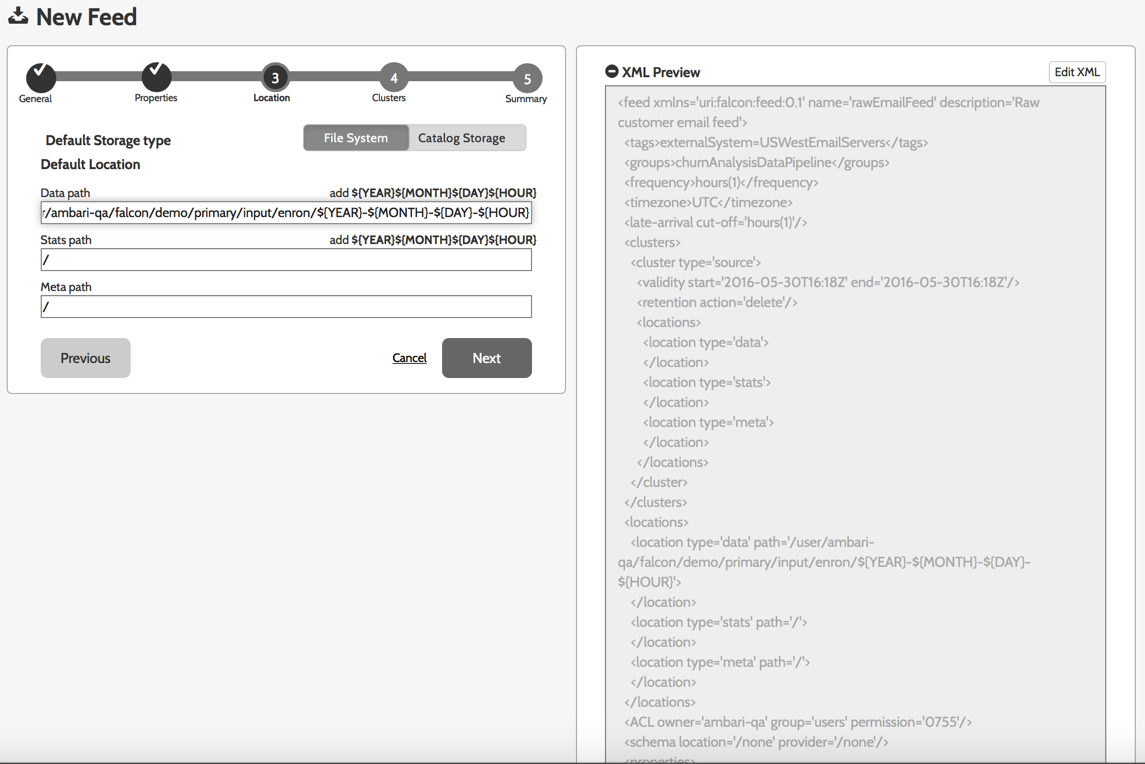 New Feed
3
4
5
General
Properties
Location
Clusters
Summary
Default Storage type
File System
Catalog Storage
Default Location
Data path
add ${YEAR}${MONTH}${DAY}${HOUR}
r/ambari-qa/falcon/demo/primary/input/enron/${YEAR}-${MONTH}-${DAY}-${HOUR}
Stats path
add ${YEAR}${MONTH}${DAY}${HOUR}
/
Meta path
/
Previous
Cancel
Next
XML Preview
Edit XML
<feed xmlns='uri:falcon:feed:0.1' name='rawEmailFeed' description='Raw
customer email feed'>
<tags>externalSystem=USWestEmailServers</tags>
<groups>churnAnalysisDataPipeline</groups>
<frequency>hours(1)</frequency>
<timezone>UTC</timezone>
<late-arrival cut-off='hours(1)'/>
<clusters>
<cluster type='source'>
<validity start='2016-05-30T16:18Z' end='2016-05-30T16:18Z'/>
<retention action='delete'/>
<locations>
<location type='data'>
</location>
<location type='stats'>
</location>
<location type='meta'>
</location>
</locations>
</cluster>
</clusters>
<locations>
<location type='data' path='/user/ambari-
qa/falcon/demo/primary/input/enron/${YEAR}-${MONTH}-${DAY}-
${HOUR}'>
</location>
<location type='stats' path='/'>
</location>
<location type='meta' path='/'>
</location>
</locations>
<ACL owner='ambari-qa' group='users' permission='0755'/>
<schema location='/none' provider='/none'/>
<properties>